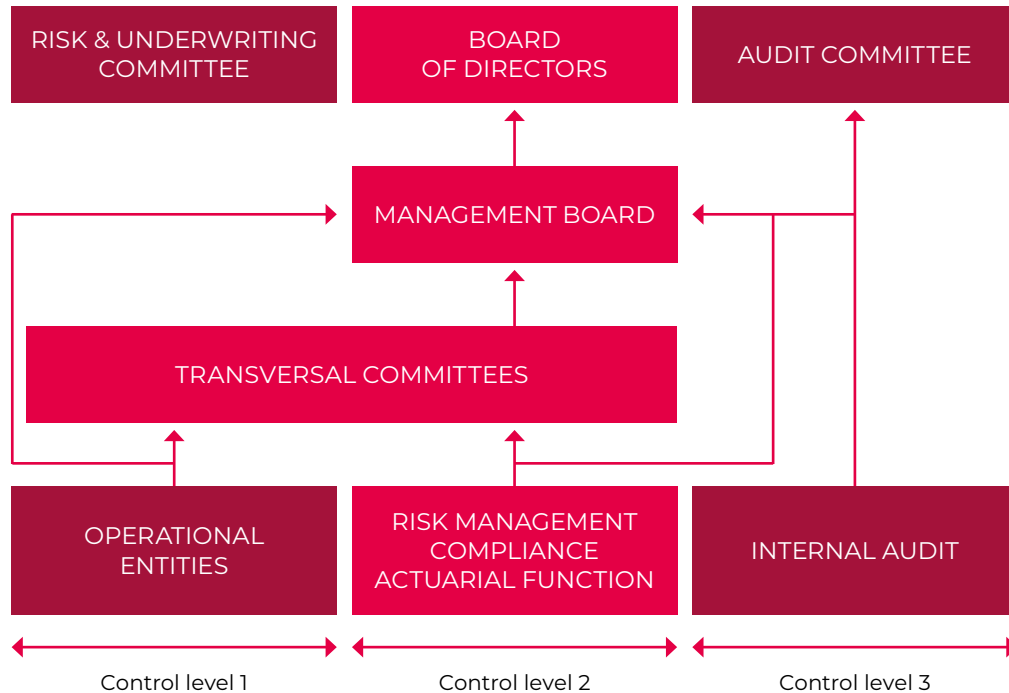 RISK & UNDERWRITING
COMMITTEE
BOARD
OF DIRECTORS
AUDIT COMMITTEE
MANAGEMENT BOARD
TRANSVERSAL COMMITTEES
OPERATIONAL
ENTITIES
RISK MANAGEMENT
COMPLIANCE
ACTUARIAL FUNCTION
INTERNAL AUDIT
Control level 1
Control level 2
Control level 3